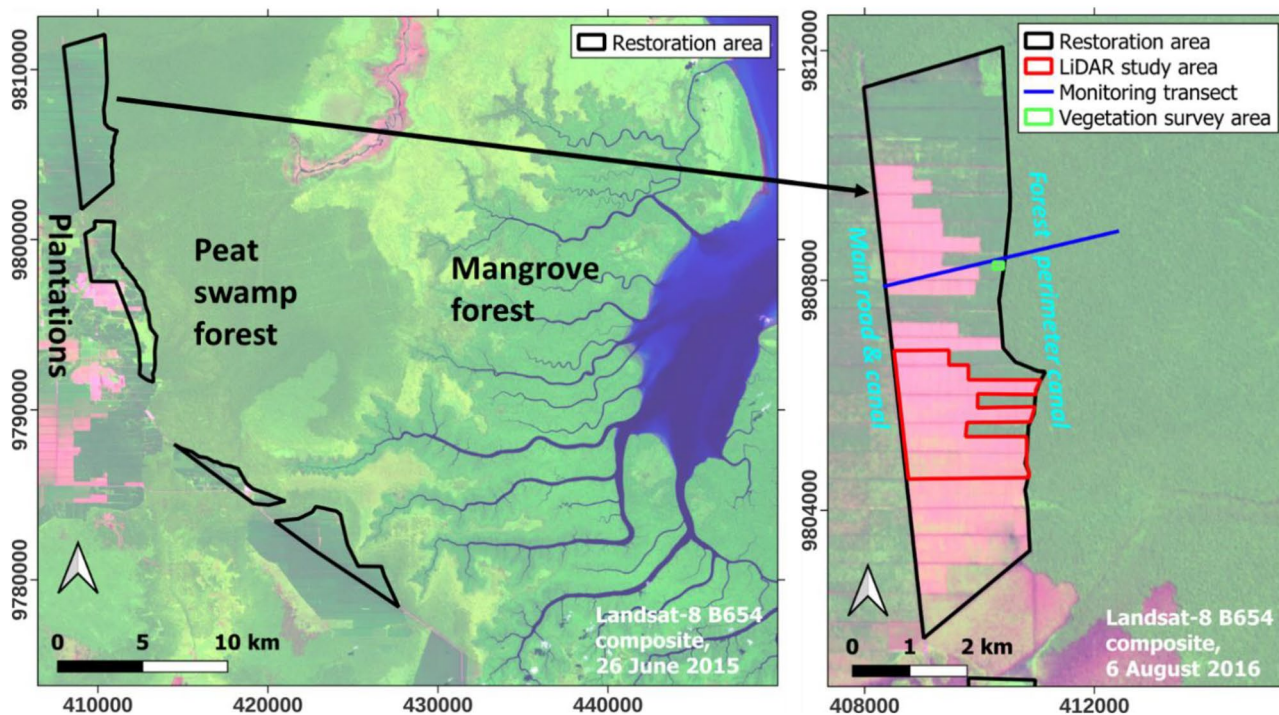 Restoration area
9810000
9800000
9790000
9780000
Plantations
Peat
swamp
forest
Mangrove
forest
0 5 10 km
Landsat-8 B654
composite,
26 June 2015
410000 420000 430000 440000
Restoration area
LiDAR study area
Monitoring transect
Vegetation survey area
9812000
9808000
9804000
Main road & canal
Forest perimeter canal
0 1 2 km
Landsat-8 B654
composite,
6 August 2016
408000 412000